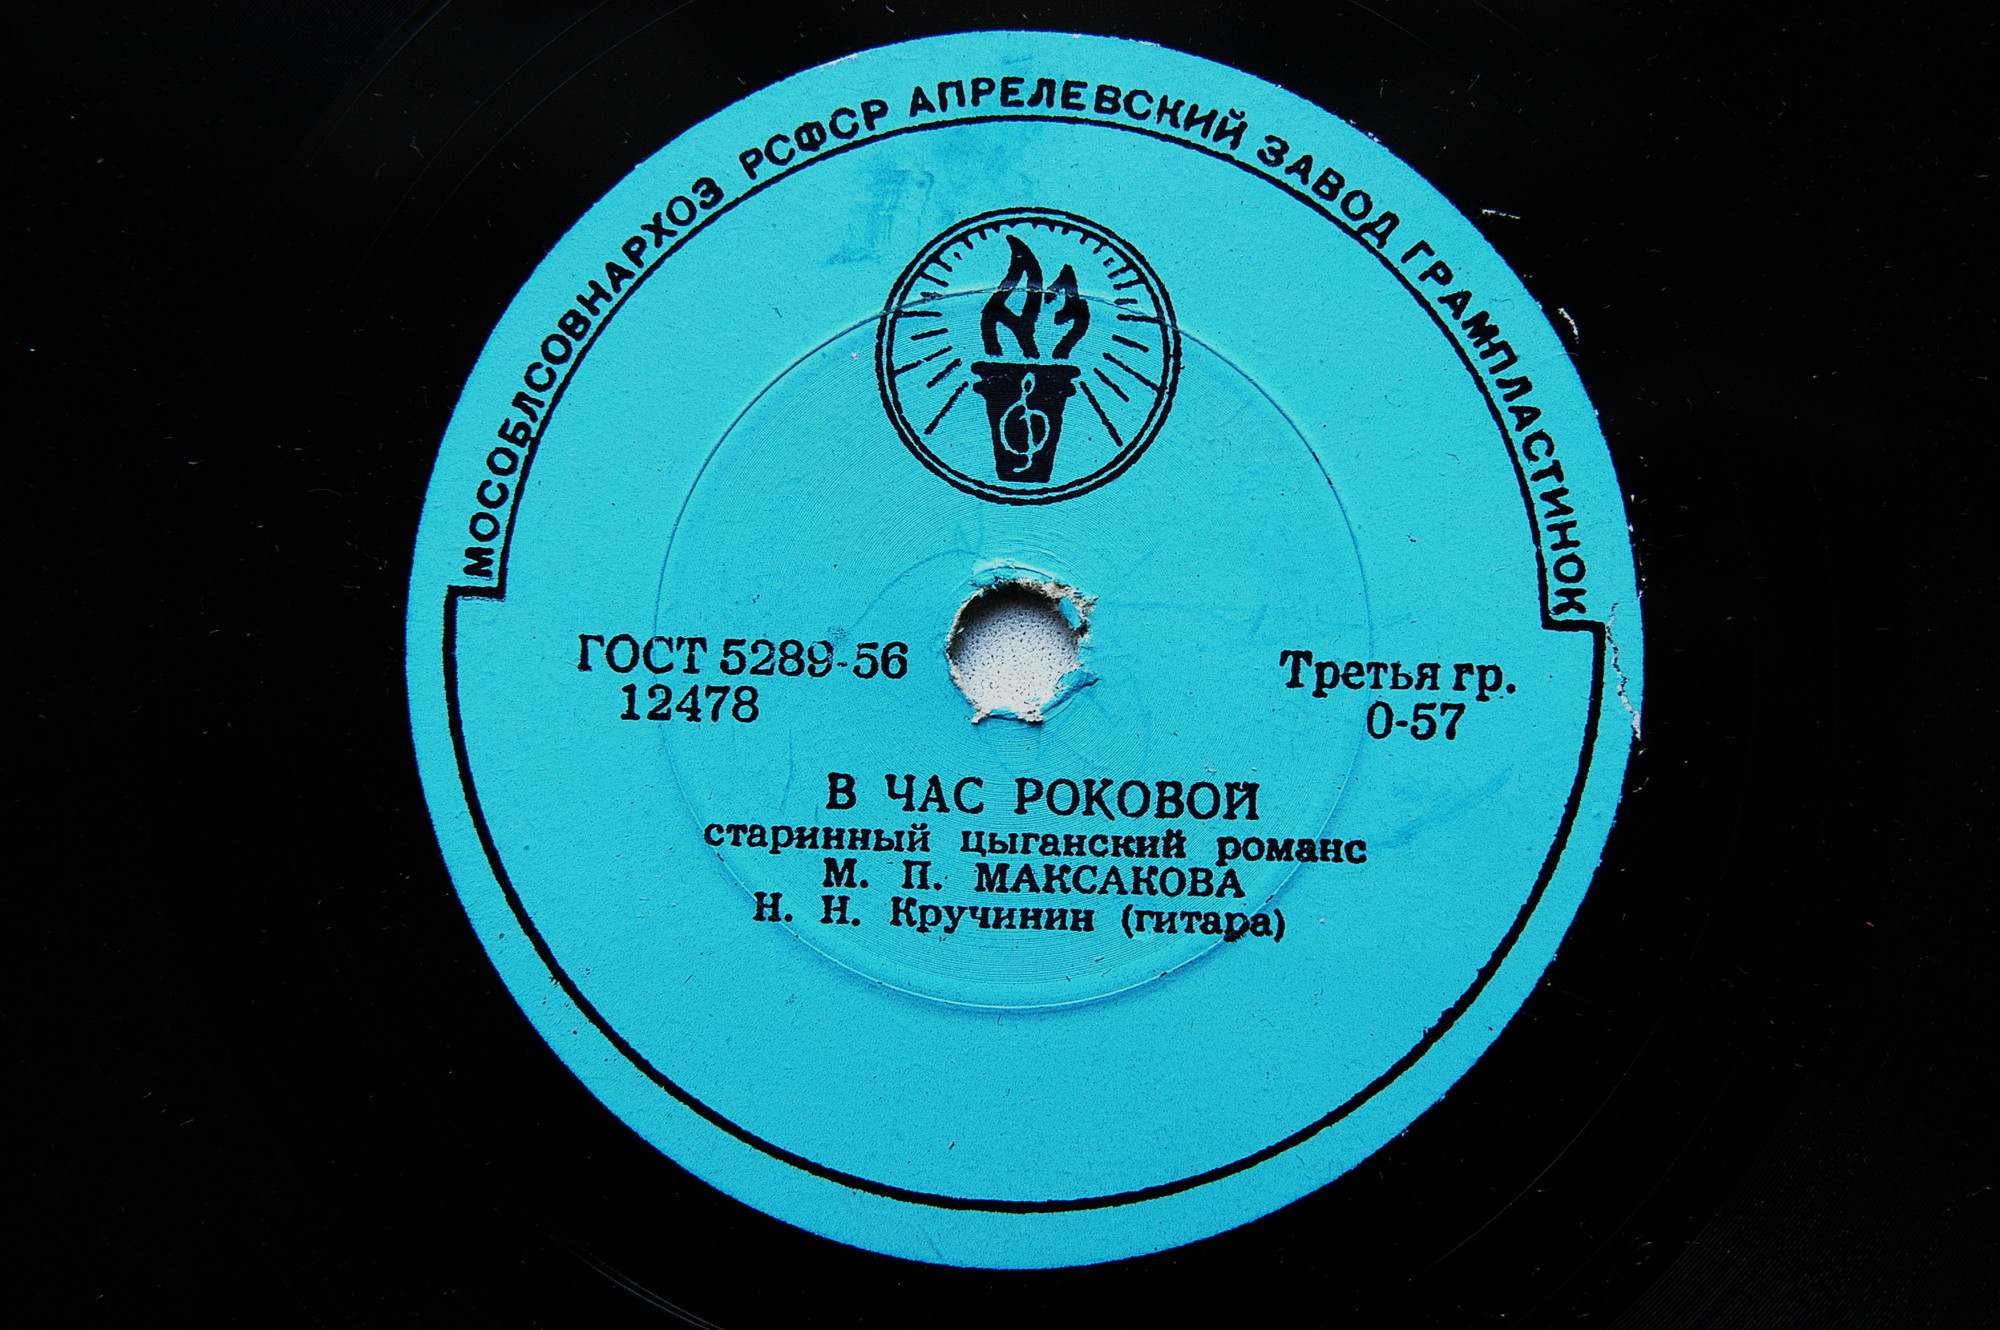 МОСОБЛСОВНАРХОЗ РСФСР АПРЕЛЕВСКИЙ ЗАВОД ГРАМПЛАСТИНОК
ГОСТ 5289-56
12478
Третья гр.
0-57
В ЧАС РОКОВОЙ
старинный цыганский романс
М. П. МАКСАКОВА
Н. Н. Кручинин (гитара)